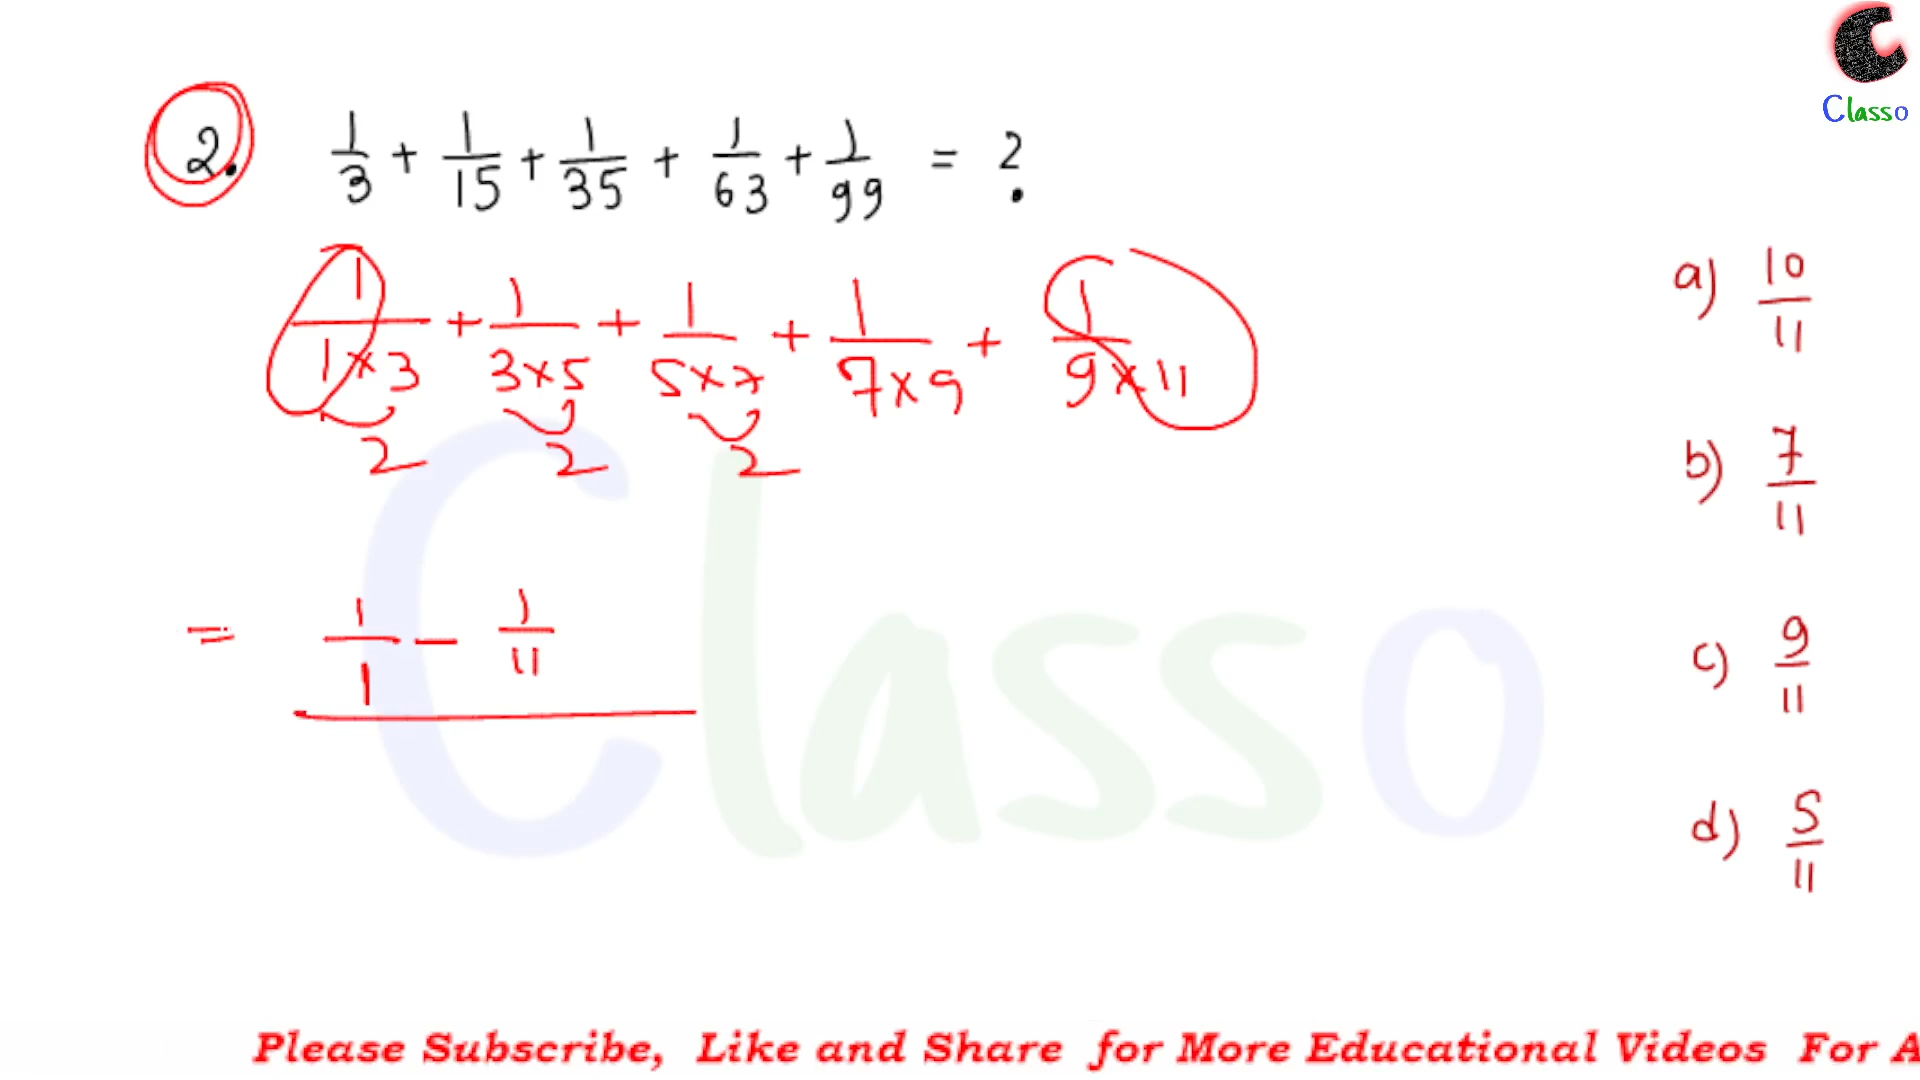 Classo
2. 1/3 + 1/15 + 1/35 + 1/63 + 1/99 = ?
1/(1×3) + 1/(3×5) + 1/(5×7) + 1/(7×9) + 1/(9×11)
2 2 2
= 1/1 - 1/11
a) 10/11
b) 7/11
c) 9/11
d) 5/11
Classo
Please Subscribe, Like and Share for More Educational Videos For A